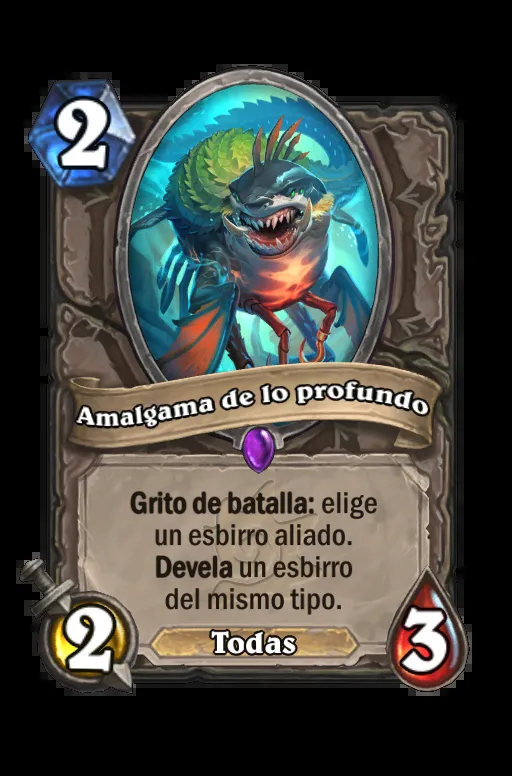 2
Amalgama de lo profundo
Grito de batalla: elige
un esbirro aliado.
Devela un esbirro
del mismo tipo.
2
Todas
3